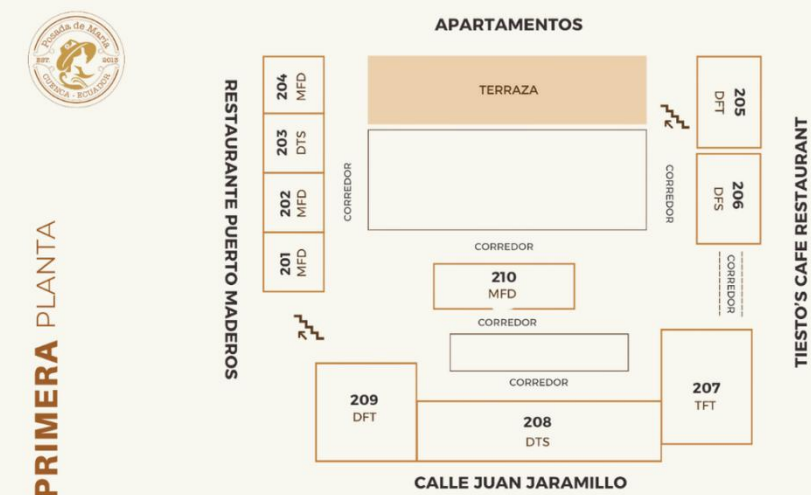 Posada de María
EST. 2013
CUENCA - ECUADOR
APARTAMENTOS
TERRAZA
204
MFD
203
DTS
202
MFD
201
MFD
RESTAURANTE PUERTO MADEROS
CORREDOR
CORREDOR
205
DFT
206
DFS
CORREDOR
TIESTO'S CAFE RESTAURANT
CORREDOR
210
MFD
CORREDOR
CORREDOR
209
DFT
208
DTS
207
TFT
CALLE JUAN JARAMILLO
PRIMERA PLANTA